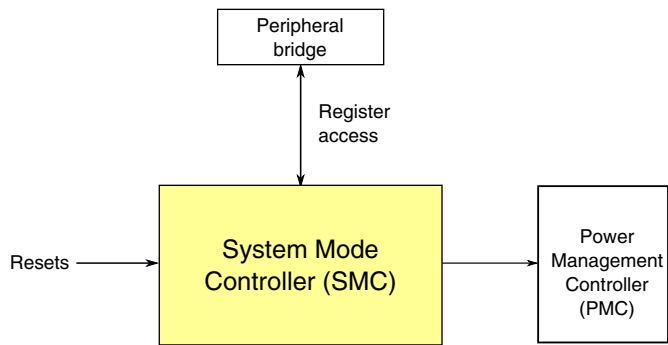 Peripheral
bridge
Register
access
Resets
System Mode
Controller (SMC)
Power
Management
Controller
(PMC)